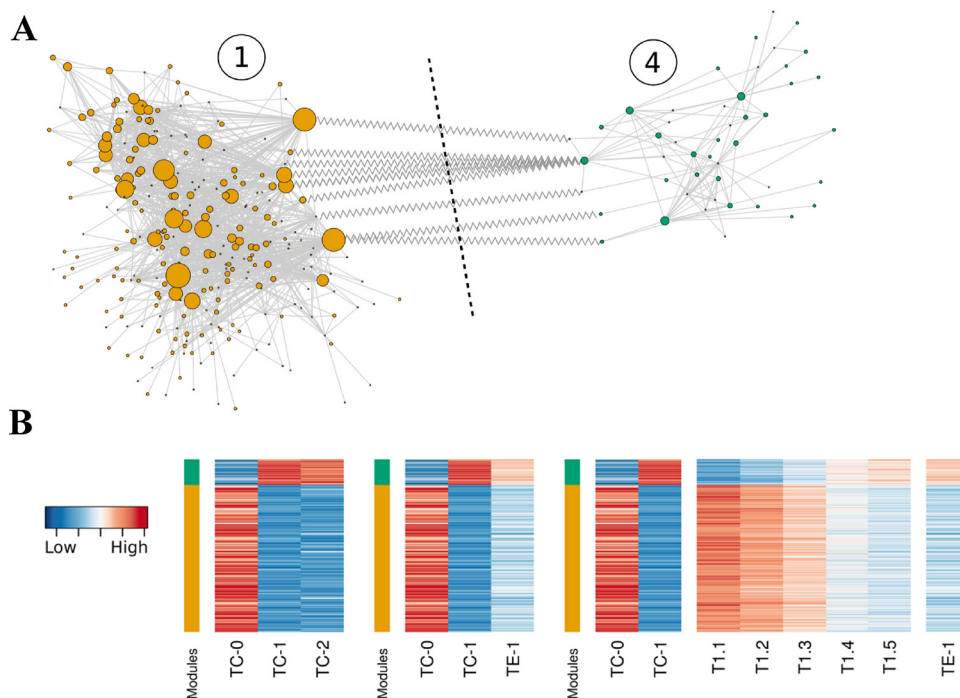 A
1
4
B
Low High
Modules TC-0 TC-1 TC-2
Modules TC-0 TC-1 TE-1
Modules TC-0 TC-1 T1.1 T1.2 T1.3 T1.4 T1.5 TE-1